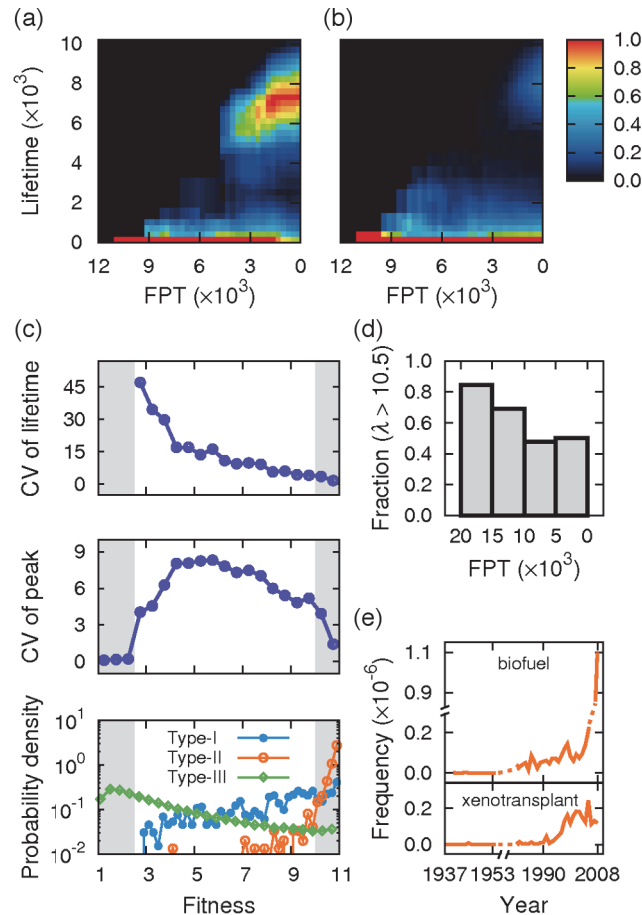 (a)
(b)
Lifetime (×10³)
10
8
6
4
2
0
12 9 6 3 0
FPT (×10³)
12 9 6 3 0
FPT (×10³)
1.0
0.8
0.6
0.4
0.2
0.0
(c)
CV of lifetime
45
30
15
0
CV of peak
9
6
3
0
Probability density
10¹
10⁰
10⁻¹
10⁻²
Type-I
Type-II
Type-III
1 3 5 7 9 11
Fitness
(d)
Fraction (λ > 10.5)
1.0
0.8
0.6
0.4
0.2
0.0
20 15 10 5 0
FPT (×10³)
(e)
Frequency (×10⁻⁶)
biofuel
1.1
0.9
0.2
0.0
xenotransplant
0.2
0.0
1937 1953 1990 2008
Year